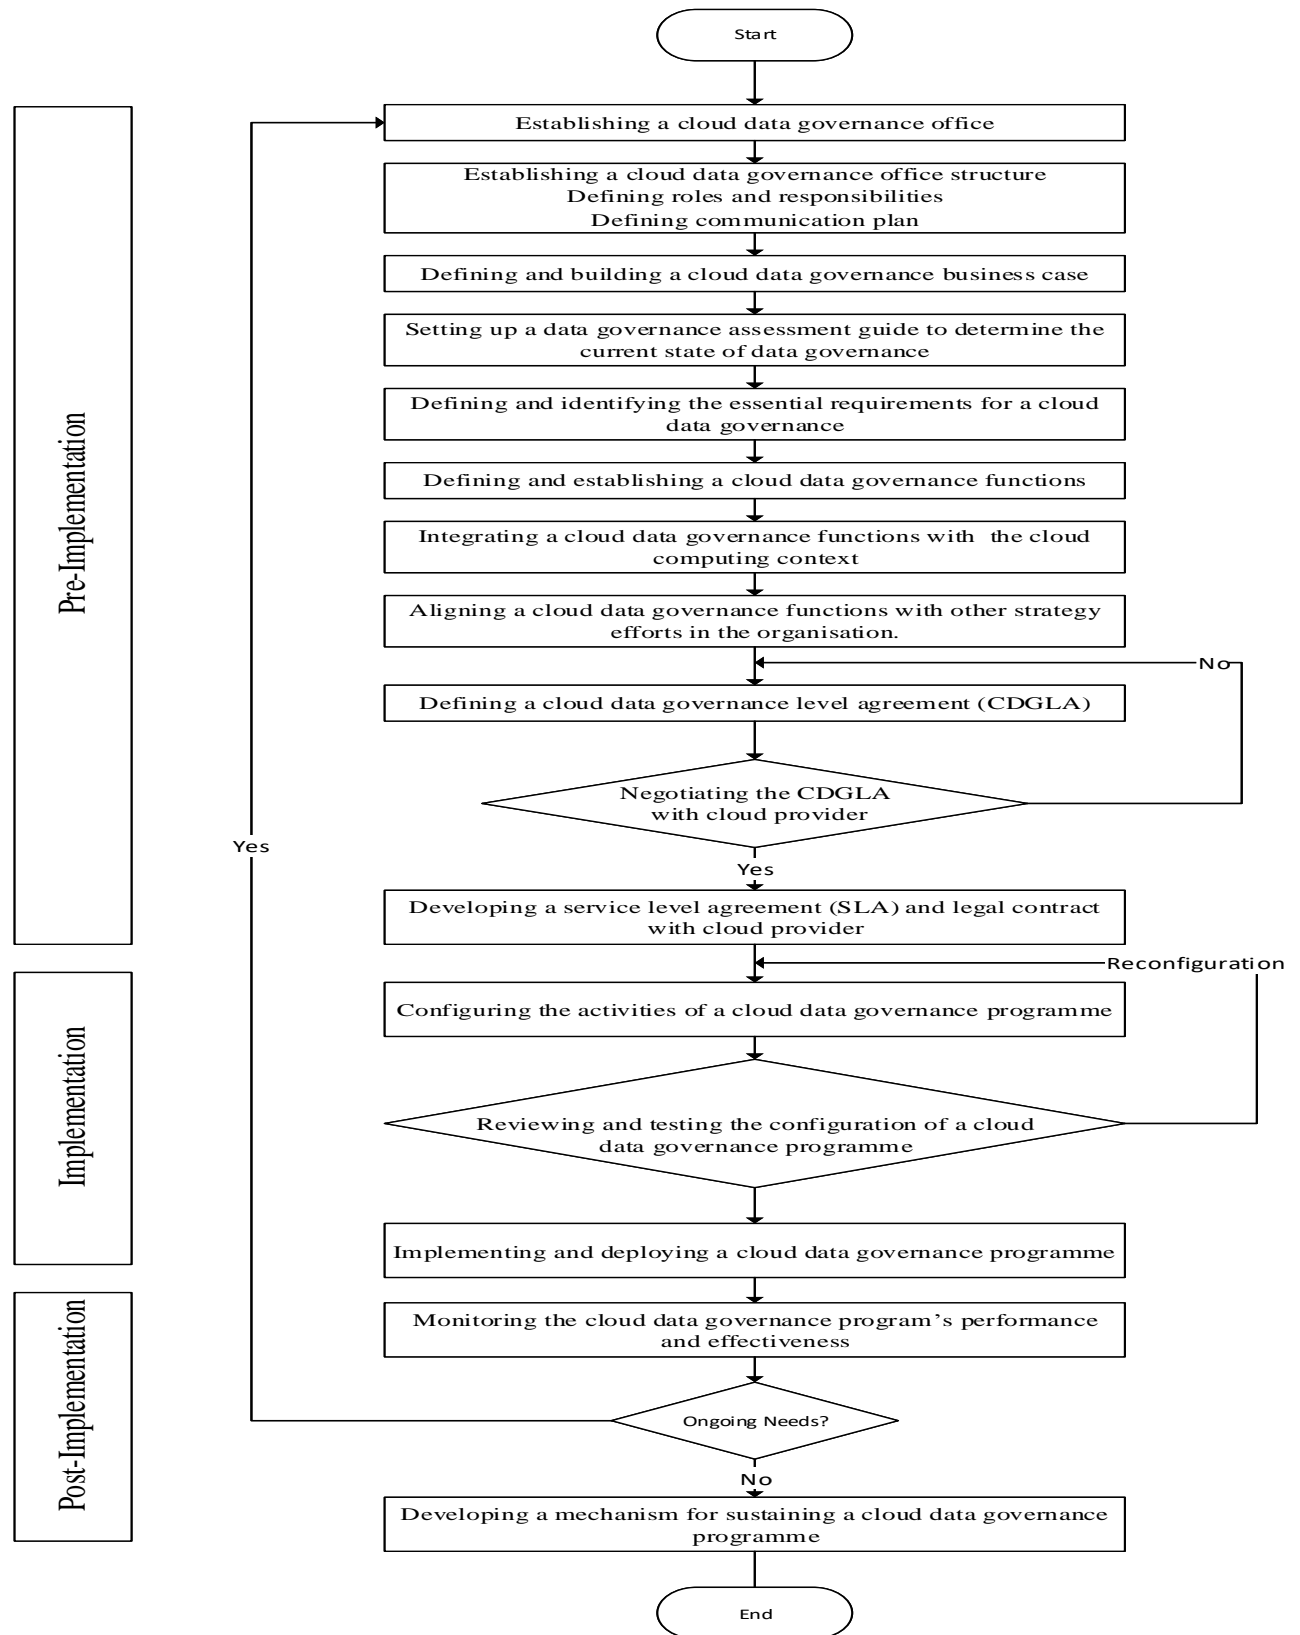 Start
Establishing a cloud data governance office
Establishing a cloud data governance office structure
Defining roles and responsibilities
Defining communication plan
Defining and building a cloud data governance business case
Setting up a data governance assessment guide to determine the
current state of data governance
Defining and identifying the essential requirements for a cloud
data governance
Defining and establishing a cloud data governance functions
Integrating a cloud data governance functions with the cloud
computing context
Aligning a cloud data governance functions with other strategy
efforts in the organisation.
No
Defining a cloud data governance level agreement (CDGLA)
Negotiating the CDGLA
with cloud provider
Yes
Yes
Developing a service level agreement (SLA) and legal contract
with cloud provider
Pre-Implementation
Reconfiguration
Configuring the activities of a cloud data governance programme
Reviewing and testing the configuration of a cloud
data governance programme
Implementing and deploying a cloud data governance programme
Implementation
Monitoring the cloud data governance program’s performance
and effectiveness
Ongoing Needs?
No
Developing a mechanism for sustaining a cloud data governance
programme
Post-Implementation
End